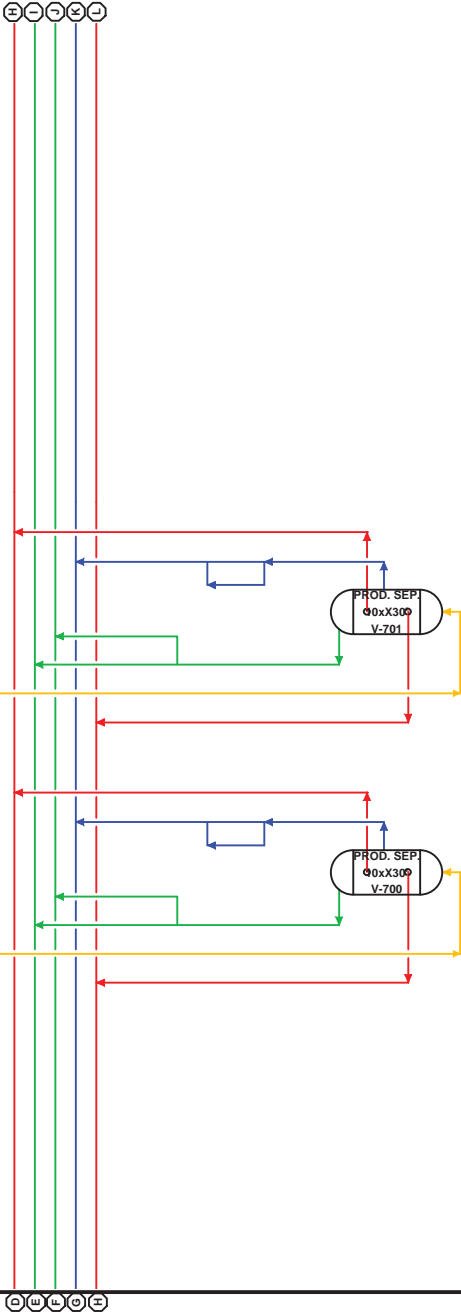 H
I
J
K
L
PROD. SEP.
10xX30'
V-701
PROD. SEP.
10xX30'
V-700
D
E
F
G
H